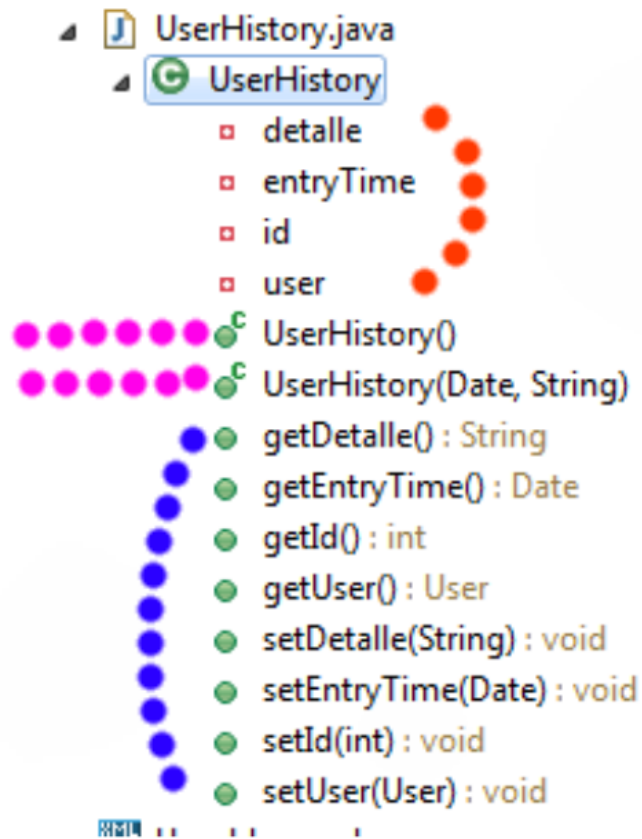 UserHistory.java
UserHistory
detalle
entryTime
id
user
UserHistory()
UserHistory(Date, String)
getDetalle() : String
getEntryTime() : Date
getId() : int
getUser() : User
setDetalle(String) : void
setEntryTime(Date) : void
setId(int) : void
setUser(User) : void
XML